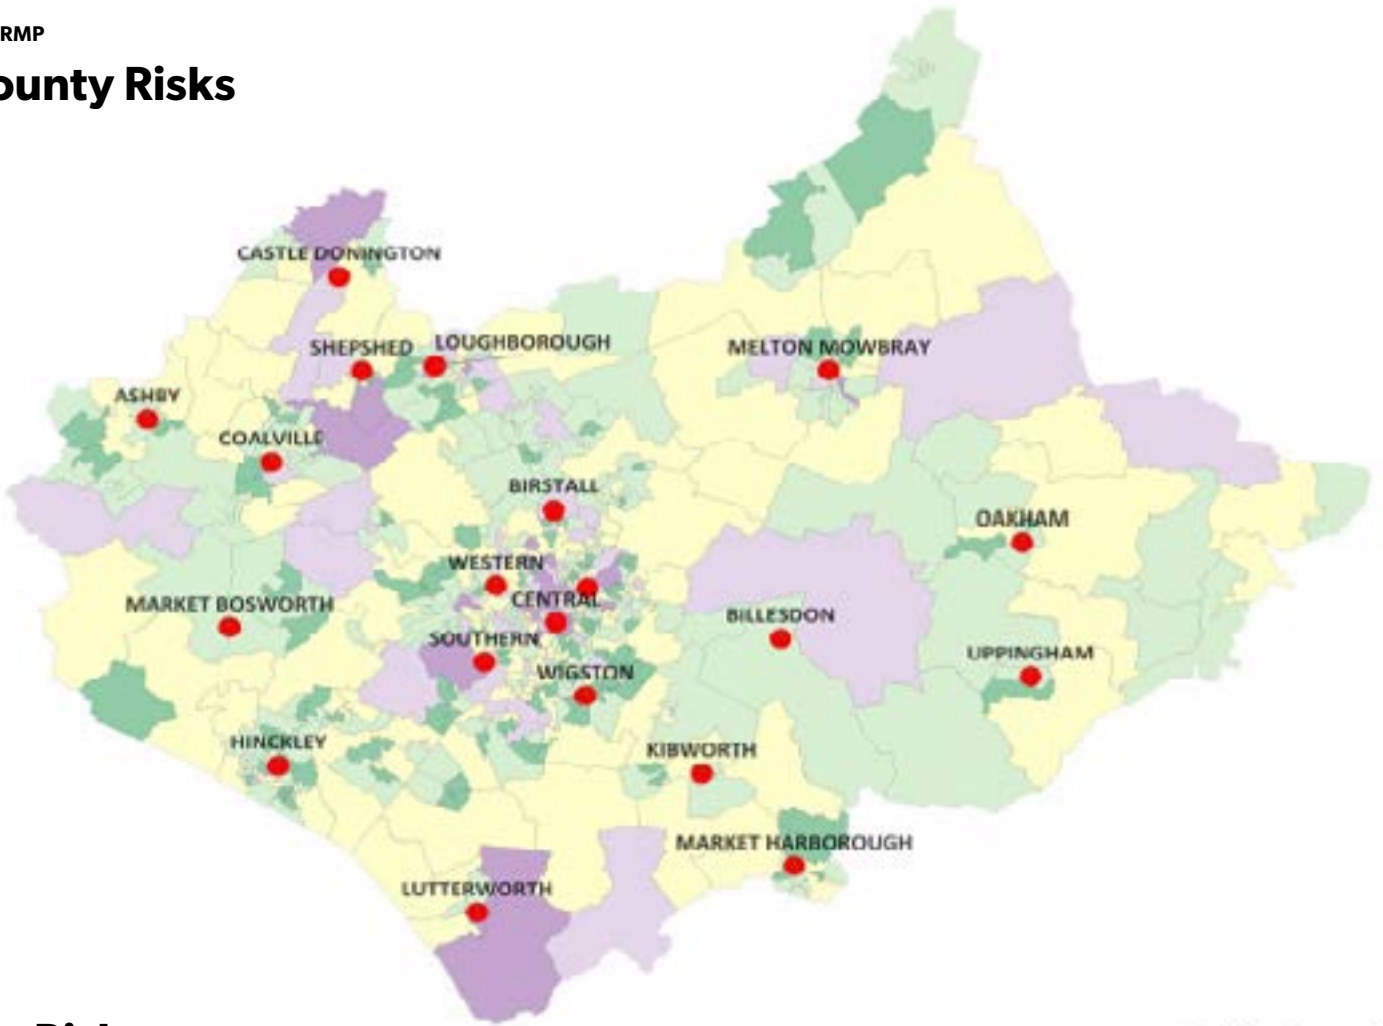 RMP
ounty Risks
CASTLE DONINGTON
SHEPSHED
LOUGHBOROUGH
MELTON MOWBRAY
ASHBY
COALVILLE
BIRSTALL
OAKHAM
WESTERN
CENTRAL
MARKET BOSWORTH
BILLESDON
SOUTHERN
UPPINGHAM
WIGSTON
HINCKLEY
KIBWORTH
MARKET HARBOROUGH
LUTTERWORTH